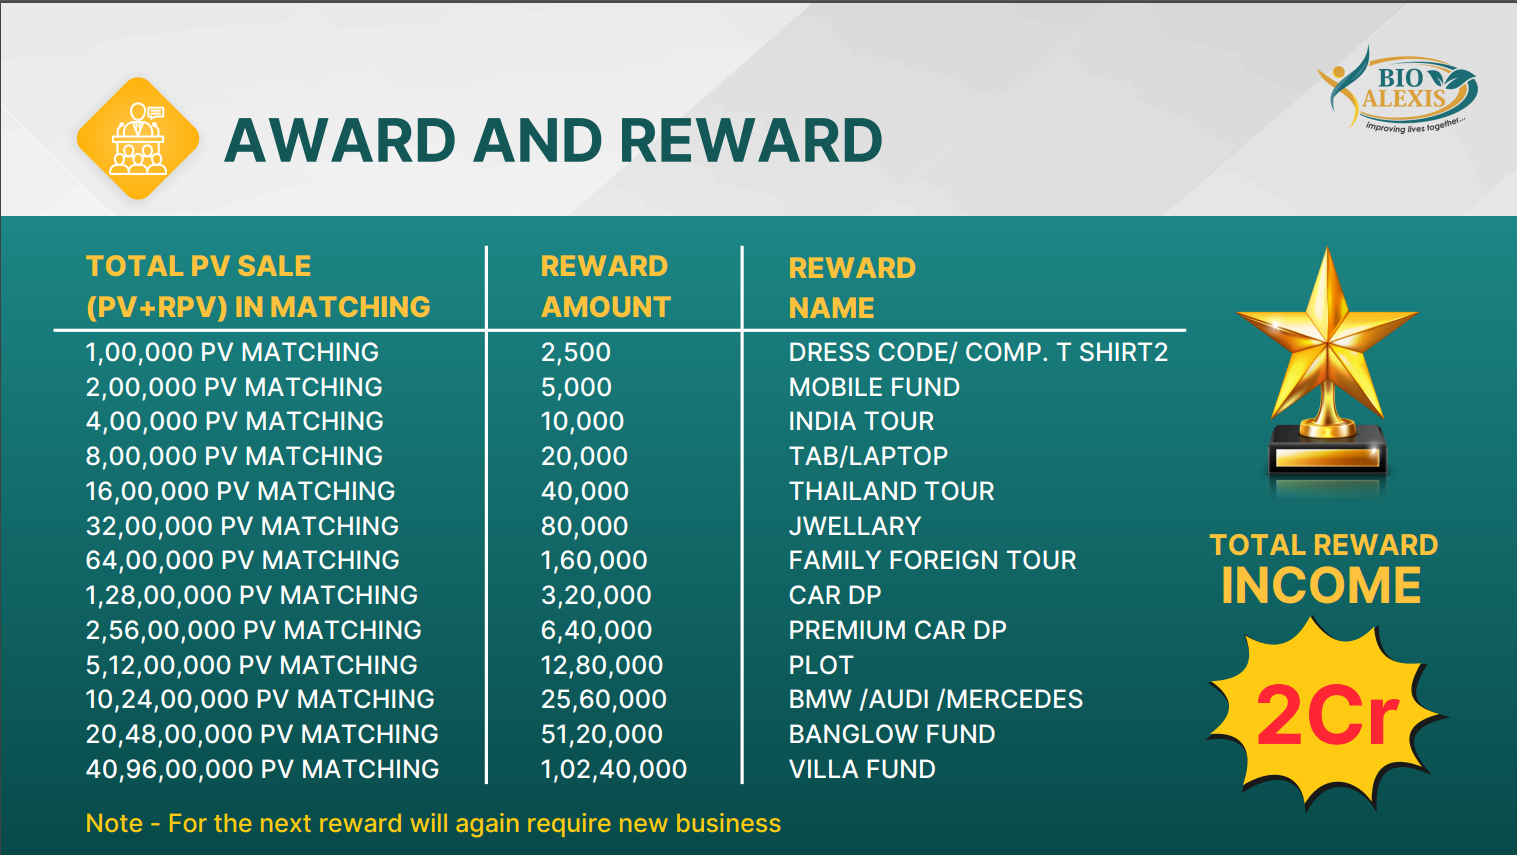 AWARD AND REWARD
BIO
ALEXIS
improving lives together...
TOTAL PV SALE
(PV+RPV) IN MATCHING
REWARD
AMOUNT
REWARD
NAME
1,00,000 PV MATCHING 2,500 DRESS CODE/ COMP. T SHIRT2
2,00,000 PV MATCHING 5,000 MOBILE FUND
4,00,000 PV MATCHING 10,000 INDIA TOUR
8,00,000 PV MATCHING 20,000 TAB/LAPTOP
16,00,000 PV MATCHING 40,000 THAILAND TOUR
32,00,000 PV MATCHING 80,000 JWELLARY
64,00,000 PV MATCHING 1,60,000 FAMILY FOREIGN TOUR
1,28,00,000 PV MATCHING 3,20,000 CAR DP
2,56,00,000 PV MATCHING 6,40,000 PREMIUM CAR DP
5,12,00,000 PV MATCHING 12,80,000 PLOT
10,24,00,000 PV MATCHING 25,60,000 BMW /AUDI /MERCEDES
20,48,00,000 PV MATCHING 51,20,000 BANGLOW FUND
40,96,00,000 PV MATCHING 1,02,40,000 VILLA FUND
Note - For the next reward will again require new business
TOTAL REWARD
INCOME
2Cr